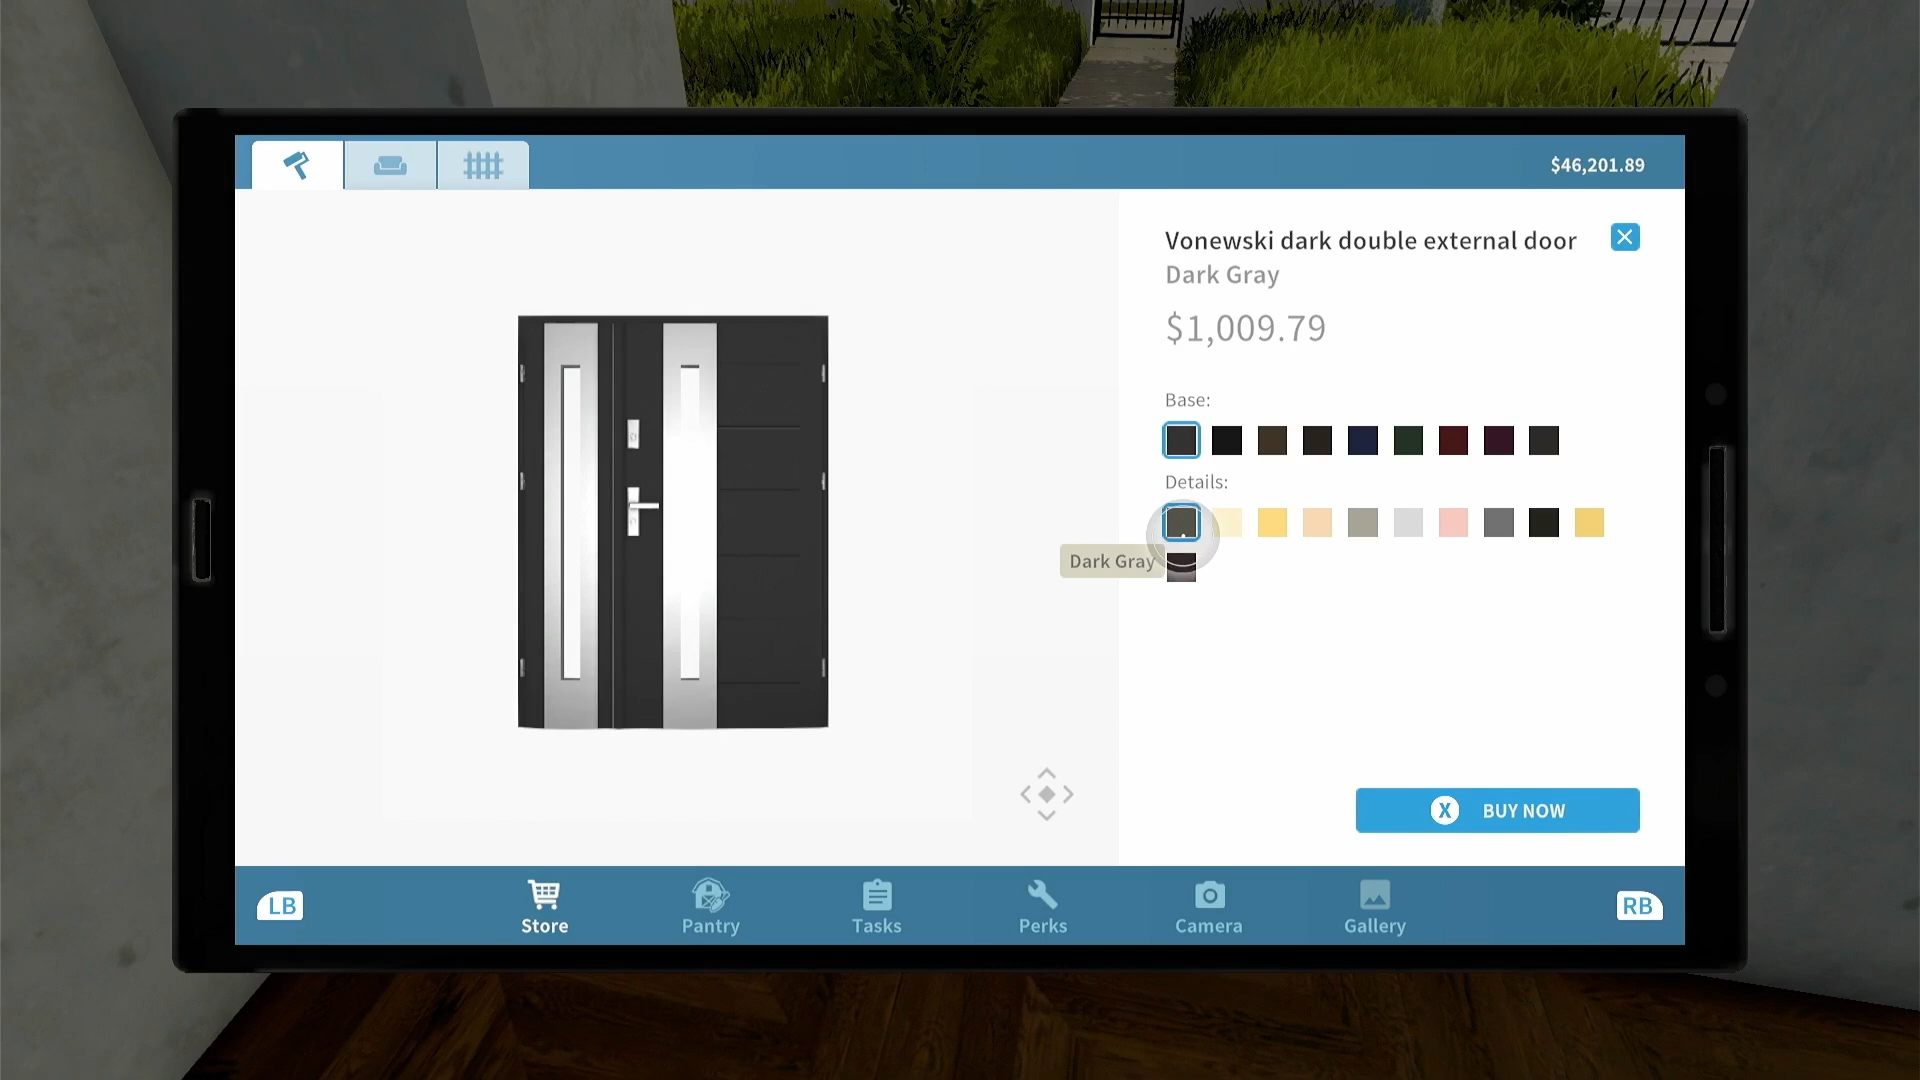 $46,201.89
Vonewski dark double external door
Dark Gray
$1,009.79
Base:
Details:
Dark Gray
X BUY NOW
LB
Store
Pantry
Tasks
Perks
Camera
Gallery
RB